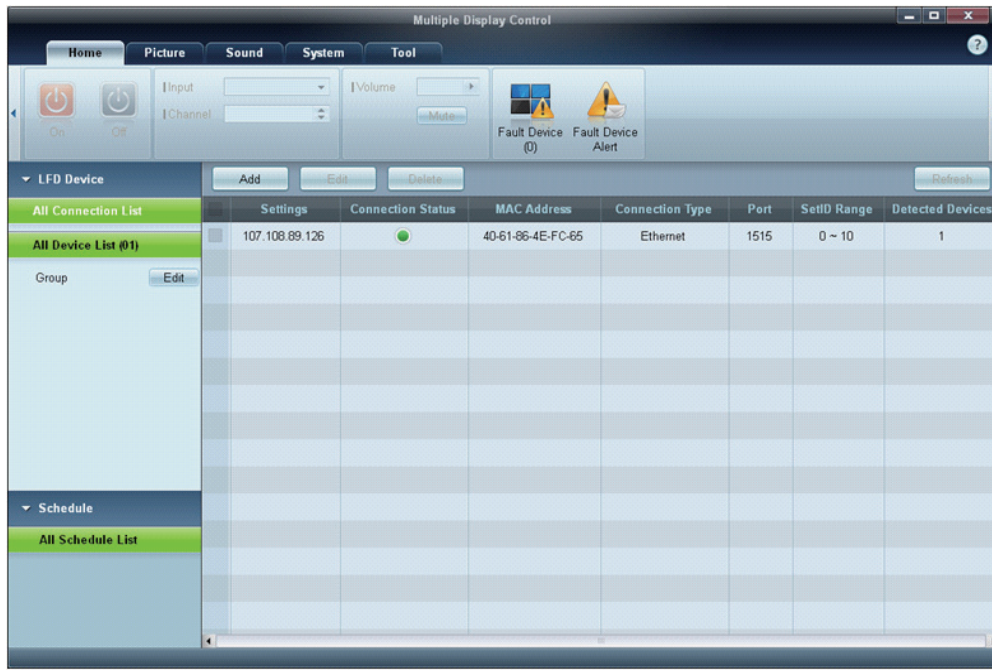 Multiple Display Control
Home Picture Sound System Tool
?
Input
Channel
Volume
Mute
On Off
Fault Device (0)
Fault Device Alert
LFD Device
All Connection List
All Device List (01)
Group Edit
Schedule
All Schedule List
Add Edit Delete Refresh
Settings Connection Status MAC Address Connection Type Port SetID Range Detected Devices
107.108.89.126 40-61-86-4E-FC-65 Ethernet 1515 0 ~ 10 1